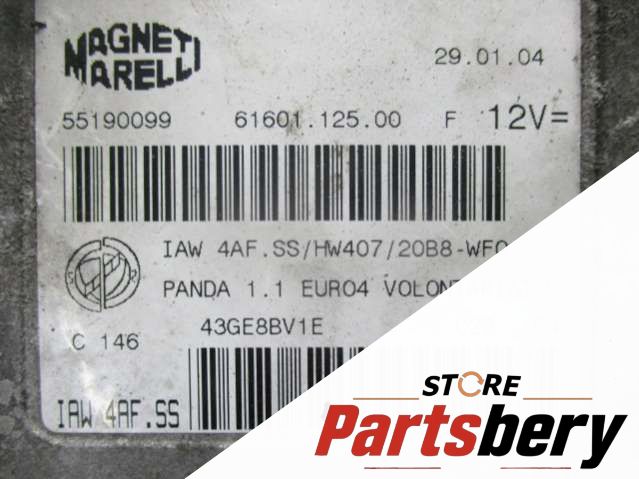 MAGNETI
MARELLI
29.01.04
55190099 61601.125.00 F 12V=
IAW 4AF.SS/HW407/20B8-WFO
PANDA 1.1 EURO4
43GE8BV1E
C 146
IAW 4AF.SS
STORE
Partsbery